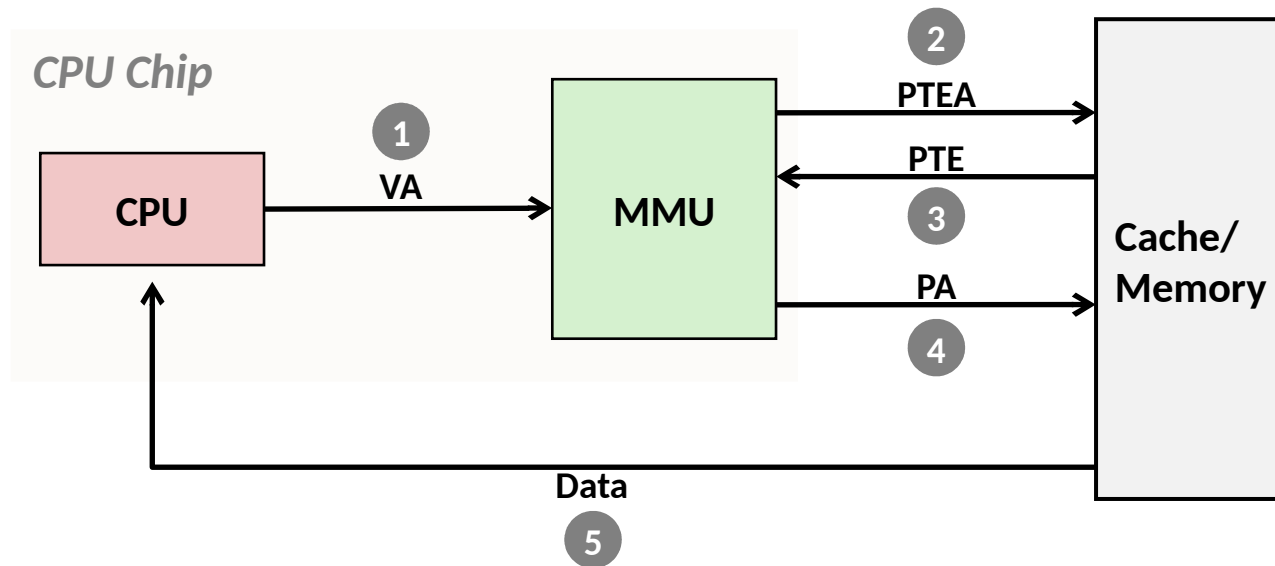 2
CPU Chip
PTEA
1
PTE
VA
CPU
MMU
3
Cache/
Memory
PA
4
Data
5